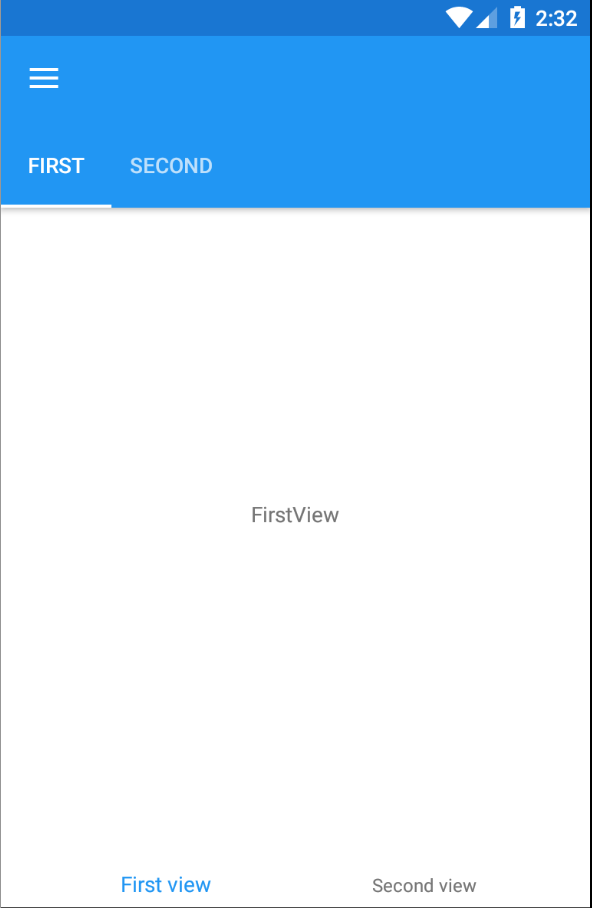 2:32
FIRST SECOND
FirstView
First view Second view